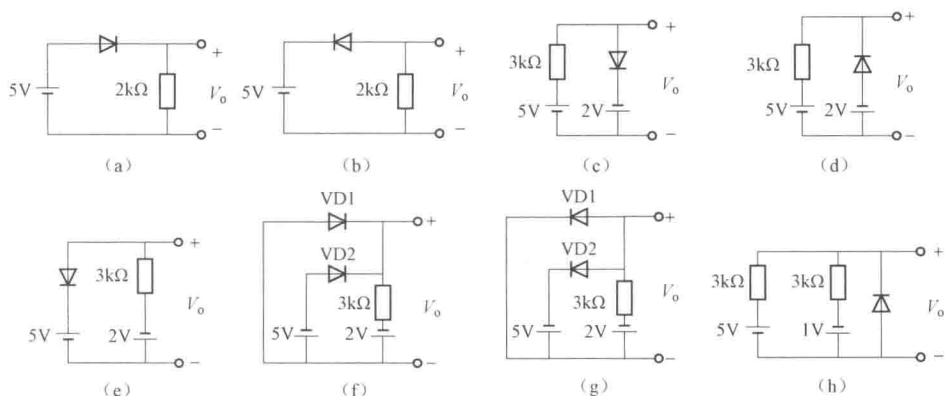 5V 2kΩ + Vo −
(a)
5V 2kΩ + Vo −
(b)
3kΩ 5V 2V + Vo −
(c)
3kΩ 5V 2V + Vo −
(d)
5V 3kΩ 2V + Vo −
(e)
VD1
VD2
3kΩ
5V 2V + Vo −
(f)
VD1
VD2
3kΩ
5V 2V + Vo −
(g)
3kΩ 3kΩ
5V 1V + Vo −
(h)